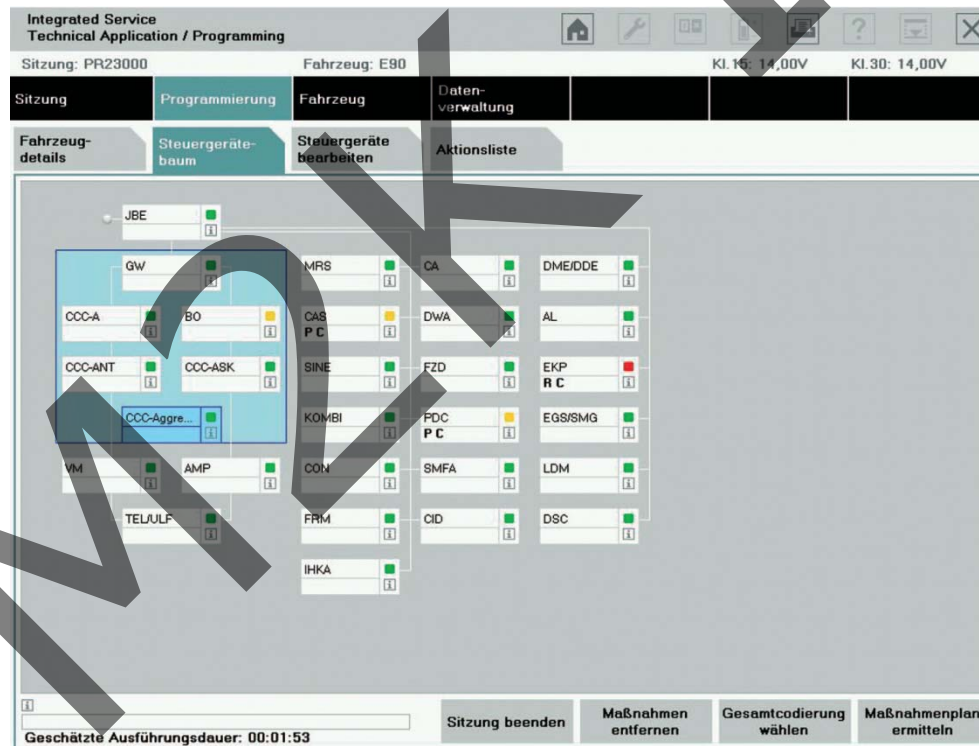 Integrated Service
Technical Application / Programming
Sitzung: PR23000 Fahrzeug: E90 Kl.15: 14,00V Kl.30: 14,00V
Sitzung Programmierung Fahrzeug Daten-
verwaltung
Fahrzeug-
details
Steuergeräte-
baum
Steuergeräte
bearbeiten
Aktionsliste
JBE
GW MRS CA DME/DDE
CCC-A BO CAS DWA AL
P C
CCC-ANT CCC-ASK SINE FZD EKP
R C
CCC-Aggre... KOMBI PDC EGS/SMG
P C
VM AMP CON SMFA LDM
TEL/ULF FRM CID DSC
IHKA
Geschätzte Ausführungsdauer: 00:01:53
Sitzung beenden
Maßnahmen
entfernen
Gesamtcodierung
wählen
Maßnahmenplan
ermitteln